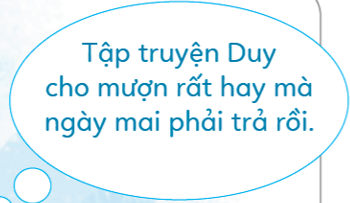 Tập truyện Duy
cho mượn rất hay mà
ngày mai phải trả rồi.